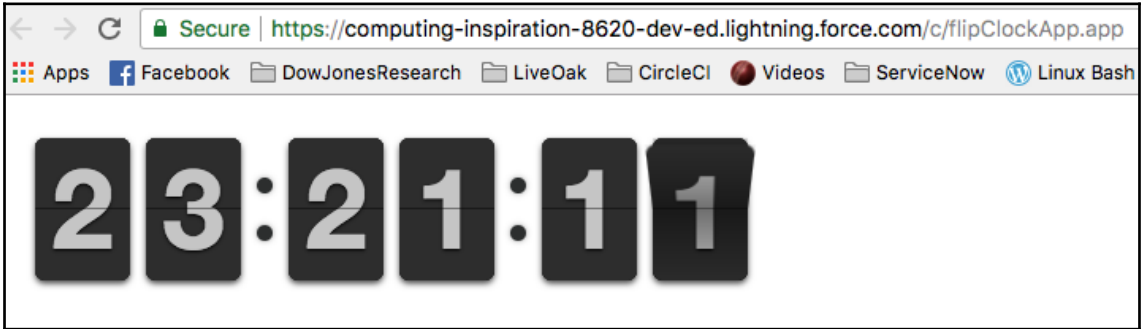 Secure | https://computing-inspiration-8620-dev-ed.lightning.force.com/c/flipClockApp.app
Apps Facebook DowJonesResearch LiveOak CircleCI Videos ServiceNow Linux Bash
23:21:11